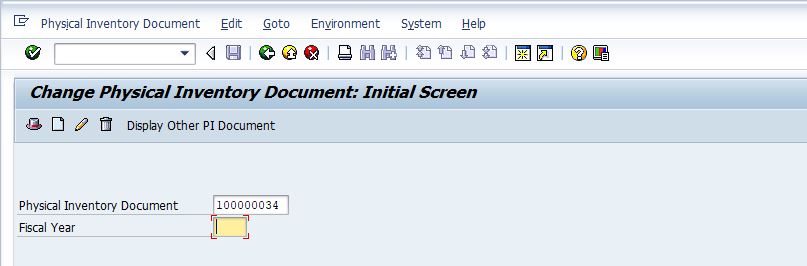 Physical Inventory Document Edit Goto Environment System Help
Change Physical Inventory Document: Initial Screen
Display Other PI Document
Physical Inventory Document 100000034
Fiscal Year